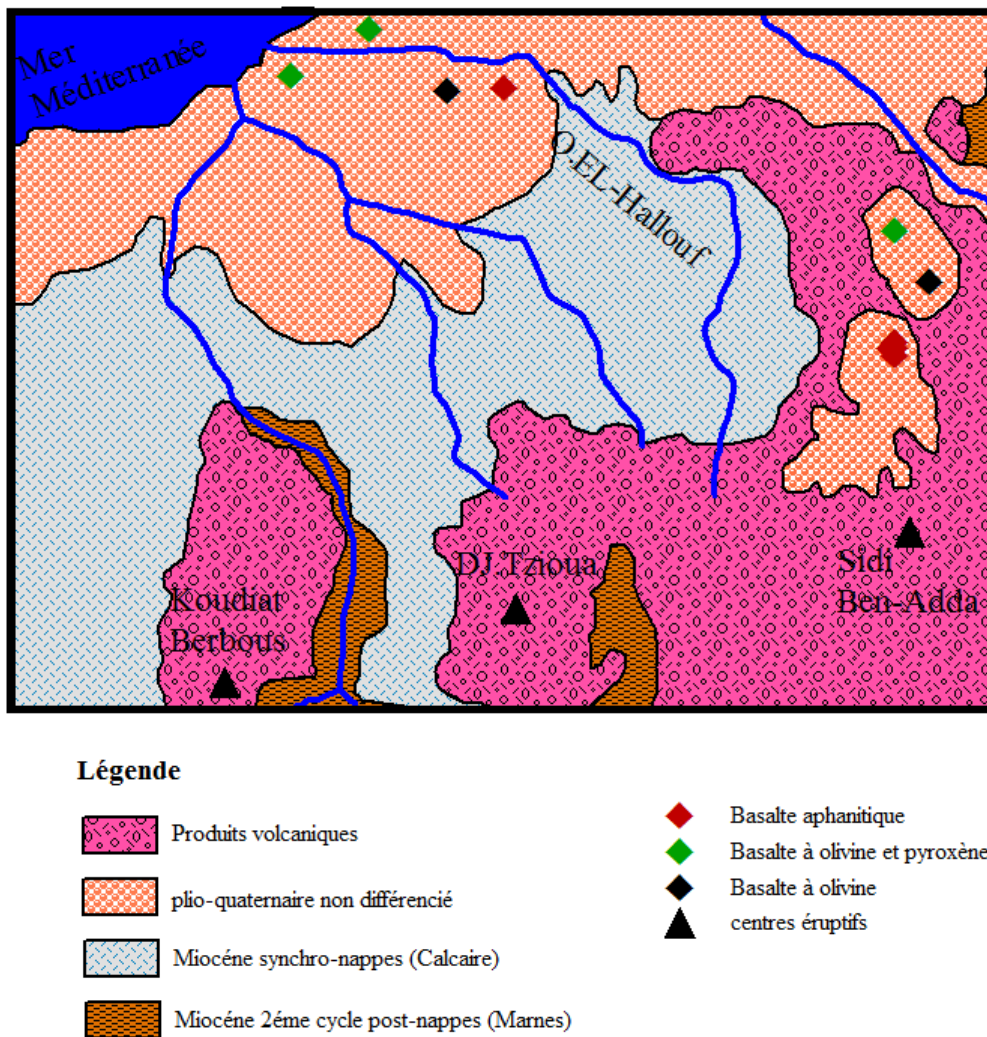 Mer
Méditerranée
O.EL-Hallouf
Koudiat
Berbous
DJ.Tzioua
Sidi
Ben-Adda
Légende
Produits volcaniques
plio-quaternaire non différencié
Miocéne synchro-nappes (Calcaire)
Miocéne 2éme cycle post-nappes (Marnes)
Basalte aphanitique
Basalte à olivine et pyroxène
Basalte à olivine
centres éruptifs